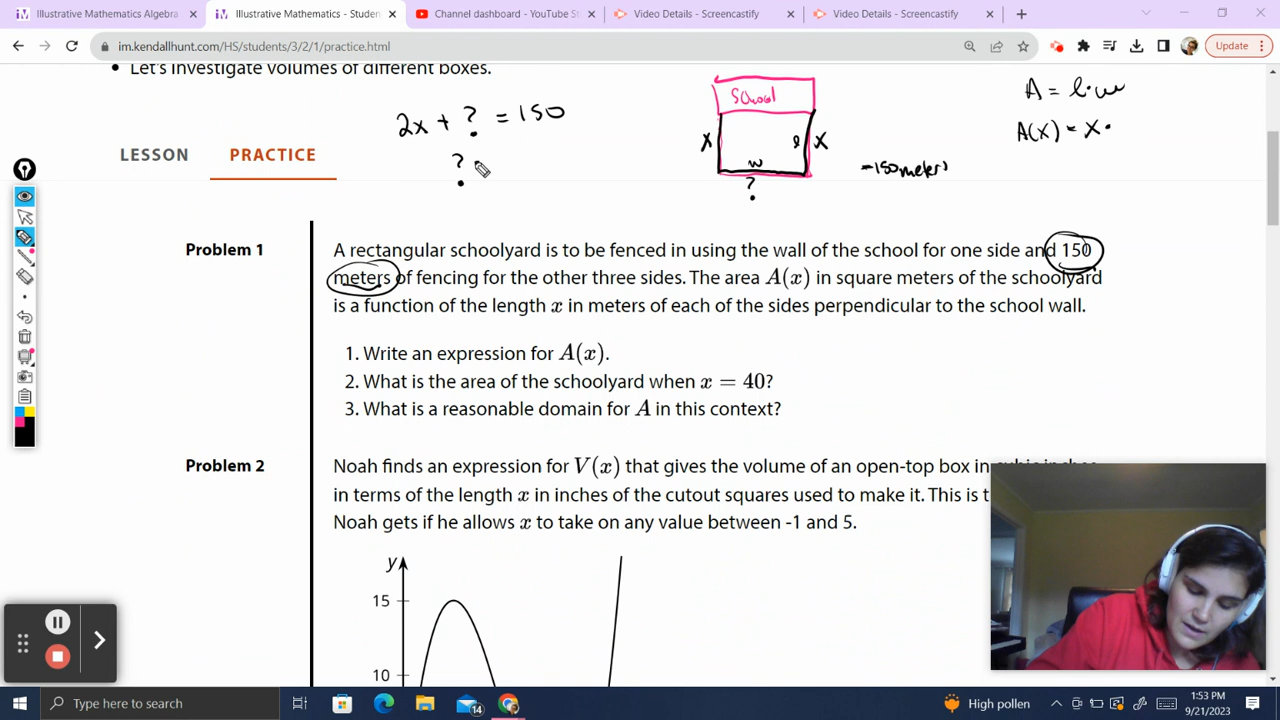 Illustrative Mathematics Algebra
Illustrative Mathematics - Studen
Channel dashboard - YouTube St
Video Details - Screencastify
Video Details - Screencastify
im.kendallhunt.com/HS/students/3/2/1/practice.html
Update
Let's investigate volumes of different boxes.
2x + ? = 150
?
School
x
l
x
w
?
=150meters
A = l·w
A(x) = x·
LESSON
PRACTICE
Problem 1
A rectangular schoolyard is to be fenced in using the wall of the school for one side and 150
meters of fencing for the other three sides. The area A(x) in square meters of the schoolyard
is a function of the length x in meters of each of the sides perpendicular to the school wall.
1. Write an expression for A(x).
2. What is the area of the schoolyard when x = 40?
3. What is a reasonable domain for A in this context?
Problem 2
Noah finds an expression for V(x) that gives the volume of an open-top box in cubic inches
in terms of the length x in inches of the cutout squares used to make it. This is t
Noah gets if he allows x to take on any value between -1 and 5.
y
15
10
Type here to search
14
High pollen
1:53 PM
9/21/2023